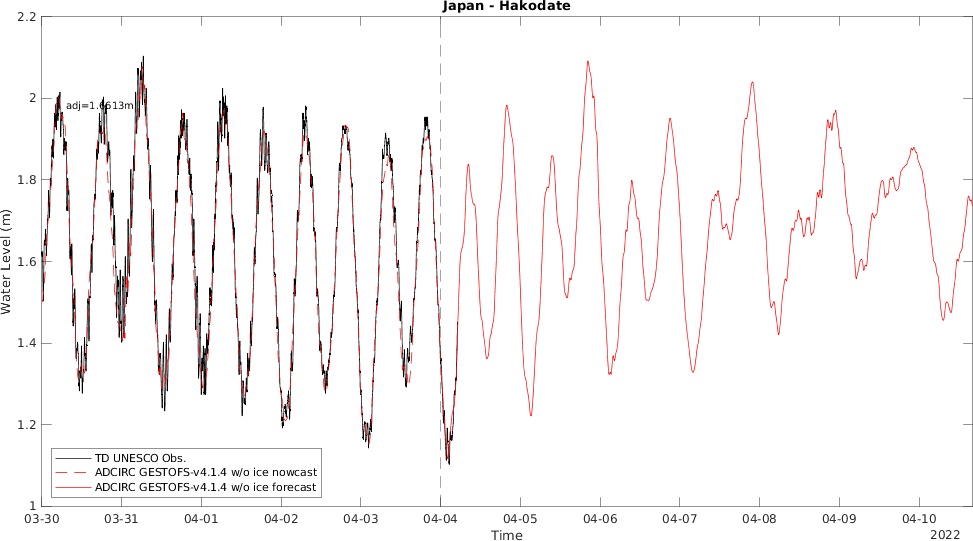 Japan - Hakodate
2.2
2
1.8
1.6
1.4
1.2
1
Water Level (m)
adj=1.6513m
TD UNESCO Obs.
ADCIRC GESTOFS-v4.1.4 w/o ice nowcast
ADCIRC GESTOFS-v4.1.4 w/o ice forecast
03-30 03-31 04-01 04-02 04-03 04-04 04-05 04-06 04-07 04-08 04-09 04-10
Time
2022